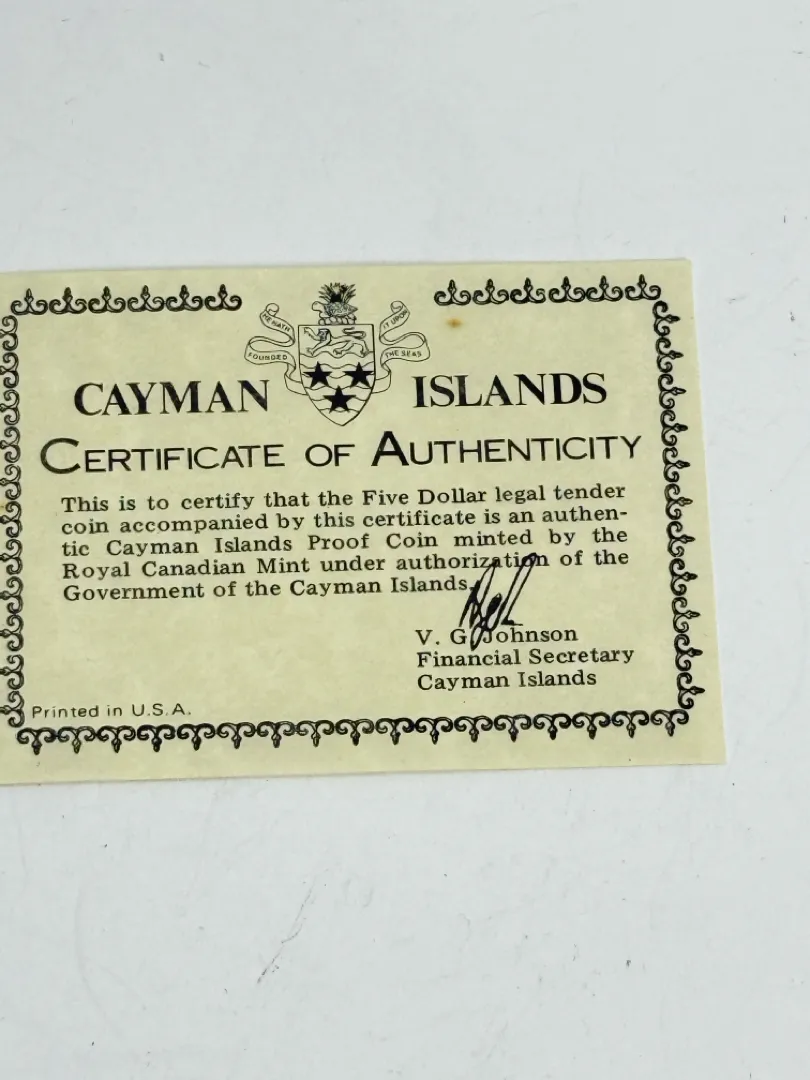 HE HATH
FOUNDED
IT UPON
THE SEAS
CAYMAN ISLANDS
CERTIFICATE OF AUTHENTICITY
This is to certify that the Five Dollar legal tender
coin accompanied by this certificate is an authen-
tic Cayman Islands Proof Coin minted by the
Royal Canadian Mint under authorization of the
Government of the Cayman Islands.
V. G. Johnson
Financial Secretary
Cayman Islands
Printed in U.S.A.